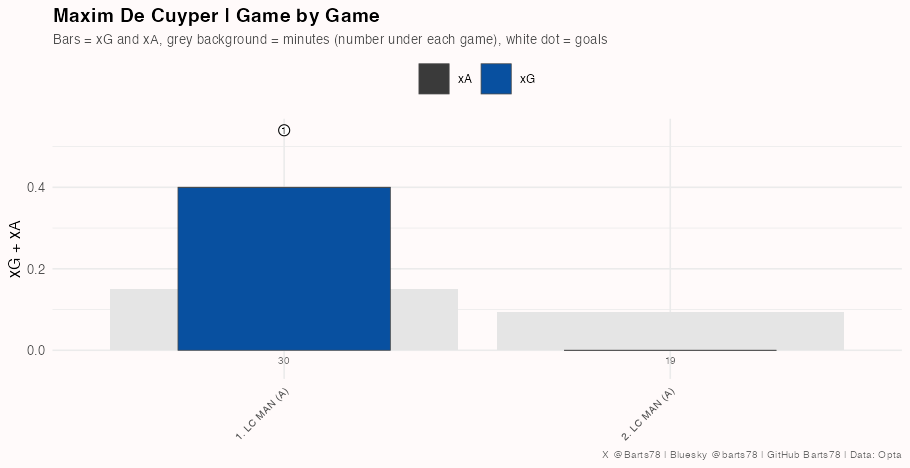 Maxim De Cuyper | Game by Game
Bars = xG and xA, grey background = minutes (number under each game), white dot = goals
xA xG
1
xG + xA
0.4
0.2
0.0
30 19
1. LC MAN (A) 2. LC MAN (A)
X @Barts78 | Bluesky @barts78 | GitHub Barts78 | Data: Opta